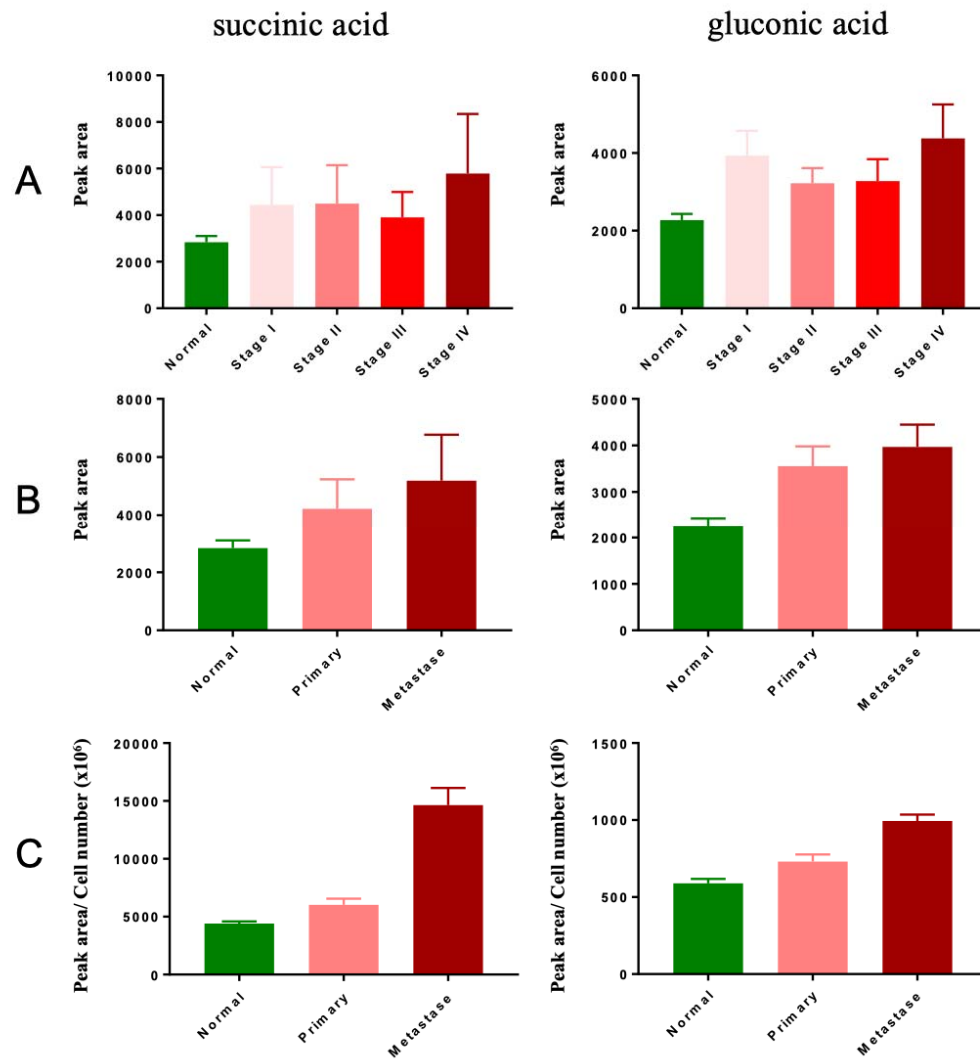 succinic acid
gluconic acid
A
Peak area
10000
8000
6000
4000
2000
0
Normal
Stage I
Stage II
Stage III
Stage IV
Peak area
6000
4000
2000
0
Normal
Stage I
Stage II
Stage III
Stage IV
B
Peak area
8000
6000
4000
2000
0
Normal
Primary
Metastase
Peak area
5000
4000
3000
2000
1000
0
Normal
Primary
Metastase
C
Peak area/ Cell number (x10⁶)
20000
15000
10000
5000
0
Normal
Primary
Metastase
Peak area/ Cell number (x10⁶)
1500
1000
500
0
Normal
Primary
Metastase